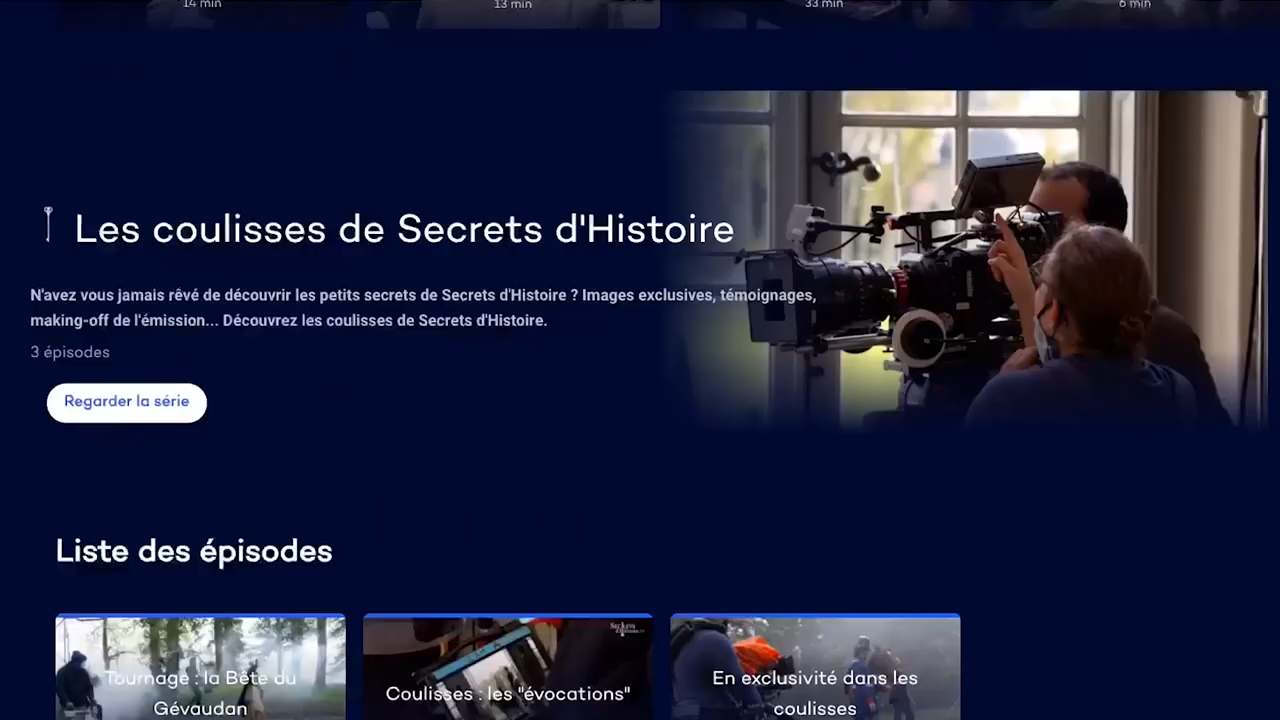 14 min
13 min
33 min
6 min
Les coulisses de Secrets d'Histoire
N'avez vous jamais rêvé de découvrir les petits secrets de Secrets d'Histoire ? Images exclusives, témoignages,
making-off de l'émission... Découvrez les coulisses de Secrets d'Histoire.
3 épisodes
Regarder la série
Liste des épisodes
Tournage : la Bête du
Gévaudan
Secrets
d'Histoire.tv
Coulisses : les "évocations"
En exclusivité dans les
coulisses